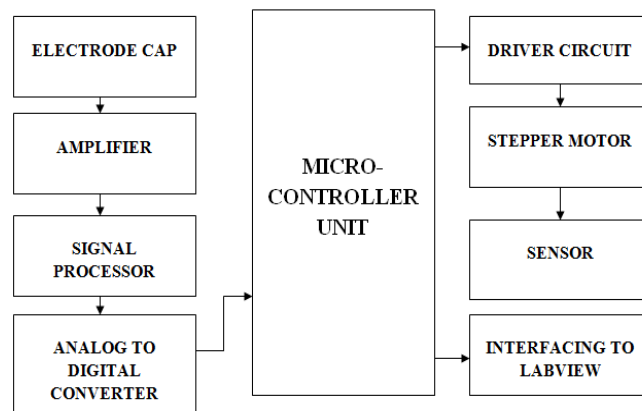 ELECTRODE CAP
AMPLIFIER
SIGNAL
PROCESSOR
ANALOG TO
DIGITAL
CONVERTER
MICRO-
CONTROLLER
UNIT
DRIVER CIRCUIT
STEPPER MOTOR
SENSOR
INTERFACING TO
LABVIEW